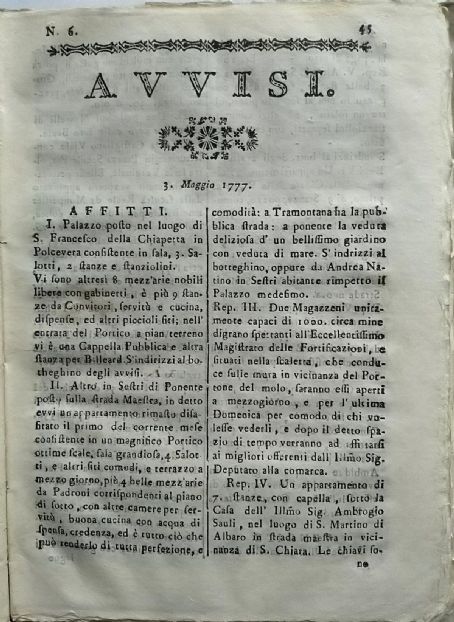 N. 6.
45
AVVISI.
3. Maggio 1777.
AFFITTI.
I. Palazzo posto nel luogo di
S. Francesco della Chiapetta in
Polcevera consistente in sala, 3. Sa-
lotti, 2 stanze e stanziolini.
Vi sono altresì 8 mezz'arie nobili
libere con gabinetti, è più 9 stan-
ze da Convitori, servitù e cucina,
dispense, ed altri piccioli siti; nell'
entrata del Portico a pian terreno
vi è una Cappella Pubblica e altra
stanza per Billeard. S'indirizzi al bo-
theghino degli avvisi.
II. Altro in Sestri di Ponente
posto sulla strada Maestra, in detto
evvi un appartamento rimasto disa-
fitato il primo del corrente mese
consistente in un magnifico Portico
ottime scale, sala grandiosa, 4. Salot-
ti, e altri siti comodi, e terrazzo a
mezzo giorno, più 4 belle mezz'arie
da Padroni corrispondenti al piano
di sotto, con altre camere per ser-
vitù, buona cucina con acqua di
spensa, credenza, ed è tutto ciò che
può renderlo di tutta perfezione, e
comodità: a Tramontana ha la pub-
blica strada: a ponente la veduta
deliziosa d' un bellissimo giardino
con veduta di mare. S' indirizzi al
botteghino, oppure da Andrea Na-
tino in Sestri abitante rimpetto il
Palazzo medesimo.
Rep. III. Due Magazzeni unita-
mente capaci di 1000. circa mine
di grano spettanti all'Eccellentissimo
Magistrato delle Fortificazioni, e
situati nella scaletta, che condu-
ce sulle mura in vicinanza del Por-
tone del molo, saranno essi aperti
a mezzogiorno, e per l'ultima
Domenica per comodo di chi vo-
lesse vederli, e dopo il detto spa-
zio di tempo verranno ad affittarsi
ai migliori offerenti dall Illmo Sig.
Deputato alla comarca.
Rep. IV. Un appartamento di
7. stanze, con capella, sotto la
Casa dell' Illmo Sig. Ambrogio
Sauli, nel luogo di S. Martino di
Albaro in strada maestra in vici-
nanza di S. Chiara. Le chiavi so-
no